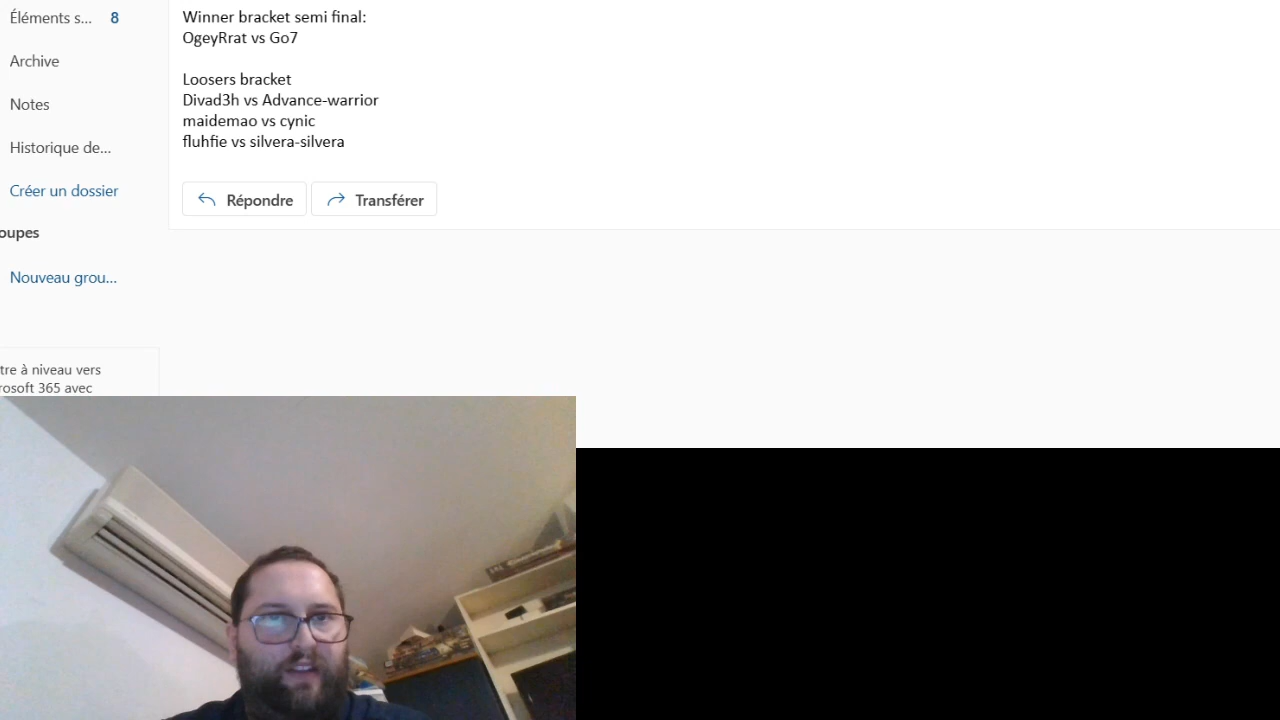 Éléments s... 8
Archive
Notes
Historique de...
Créer un dossier
oupes
Nouveau grou...
tre à niveau vers
rosoft 365 avec
Winner bracket semi final:
OgeyRrat vs Go7
Loosers bracket
Divad3h vs Advance-warrior
maidemao vs cynic
fluhfie vs silvera-silvera
Répondre
Transférer